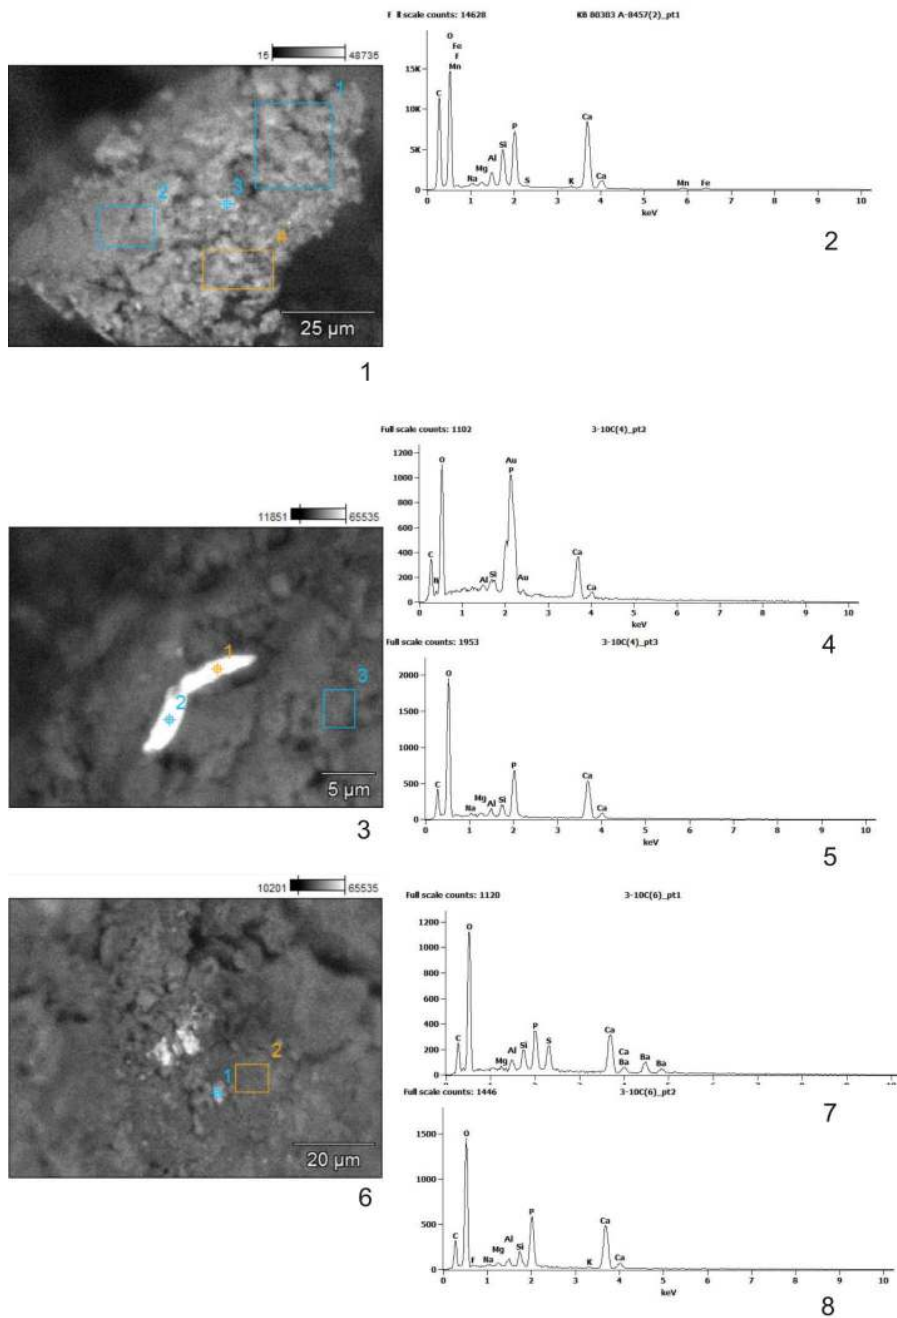 F ll scale counts: 14628 KB B0383 A-8457(2)_pt1
15 48735
1
2
3
4
25 µm
1
O
Fe
F
Mn
C
Na
Mg
Al
Si
P
S
K
Ca
Ca
Mn
Fe
15K
10K
5K
0
0 1 2 3 4 5 6 7 8 9 10
keV
2
Full scale counts: 1102 3-10C(4)_pt2
11851 65535
1
2
3
5 µm
3
1200
1000
800
600
400
200
0
O
C
N
Al
Si
Au
P
Au
Ca
Ca
0 1 2 3 4 5 6 7 8 9 10
keV
4
Full scale counts: 1953 3-10C(4)_pt3
2000
1500
1000
500
0
O
C
Na
Mg
Al
Si
P
Ca
Ca
0 1 2 3 4 5 6 7 8 9 10
keV
5
10201 65535
1
2
20 µm
6
Full scale counts: 1120 3-10C(6)_pt1
1200
1000
800
600
400
200
0
O
C
Mg
Al
Si
P
S
Ca
Ca
Ba
Ba
Ba
7
Full scale counts: 1446 3-10C(6)_pt2
1500
1000
500
0
O
C
F
Na
Mg
Al
Si
P
K
Ca
Ca
0 1 2 3 4 5 6 7 8 9 10
keV
8